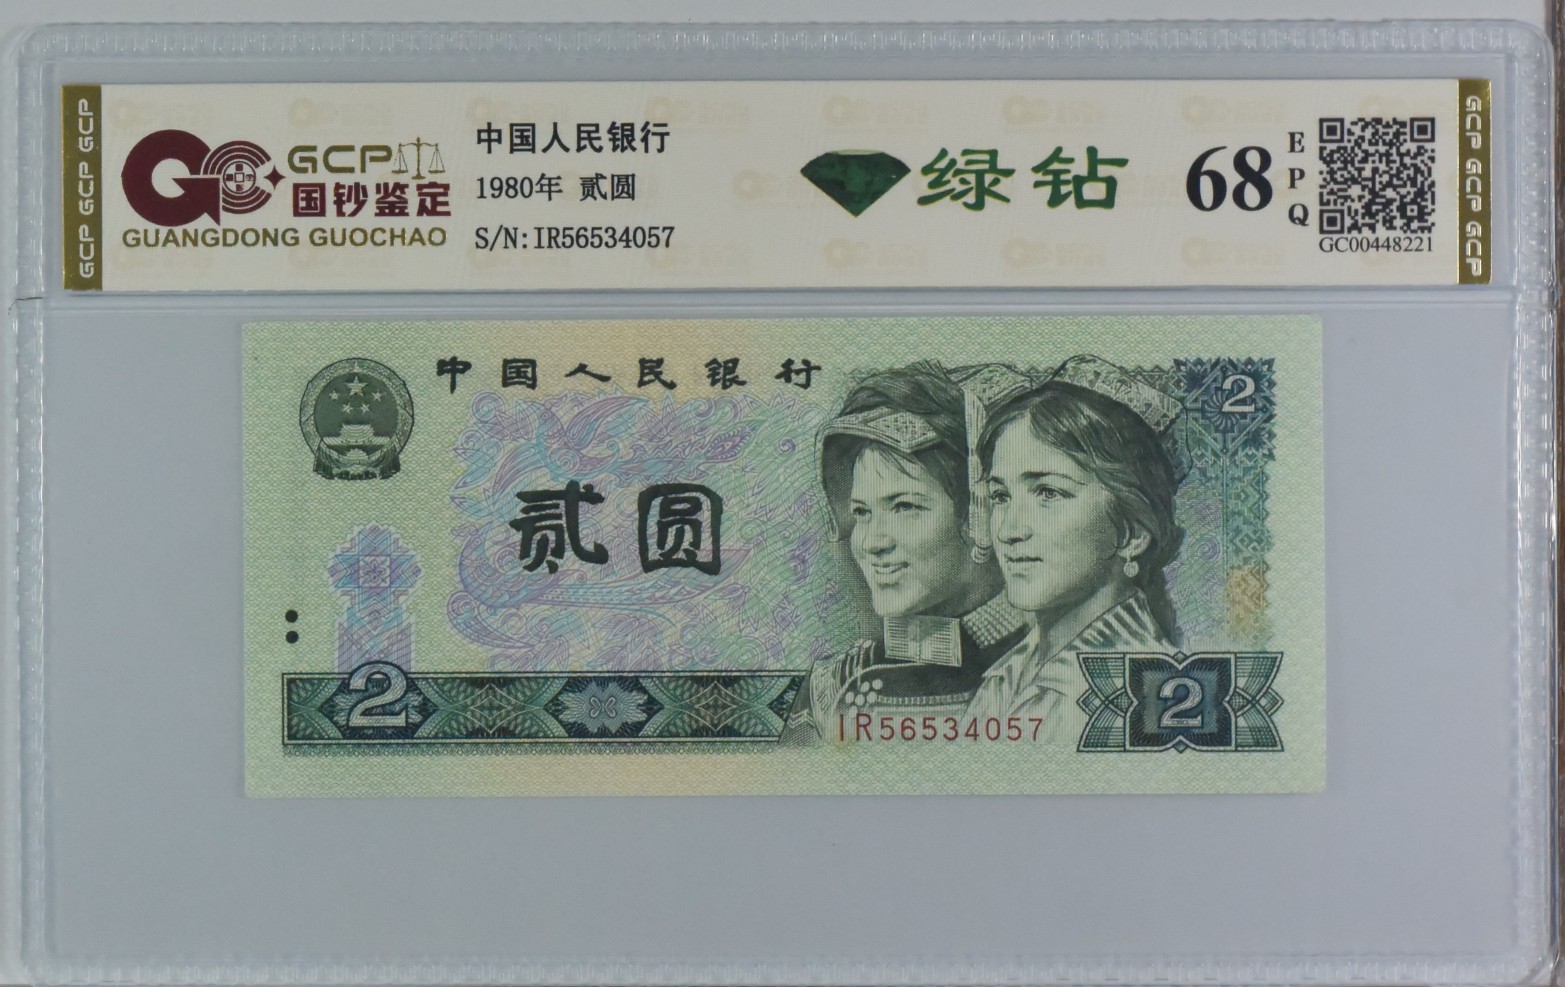 GCP GCP GCP
GCP
国钞鉴定
GUANGDONG GUOCHAO
中国人民银行
1980年 贰圆
S/N:IR56534057
绿钻
68
EPQ
GC00448221
GCP GCP GCP
中国人民银行
2
贰圆
2
IR56534057
2